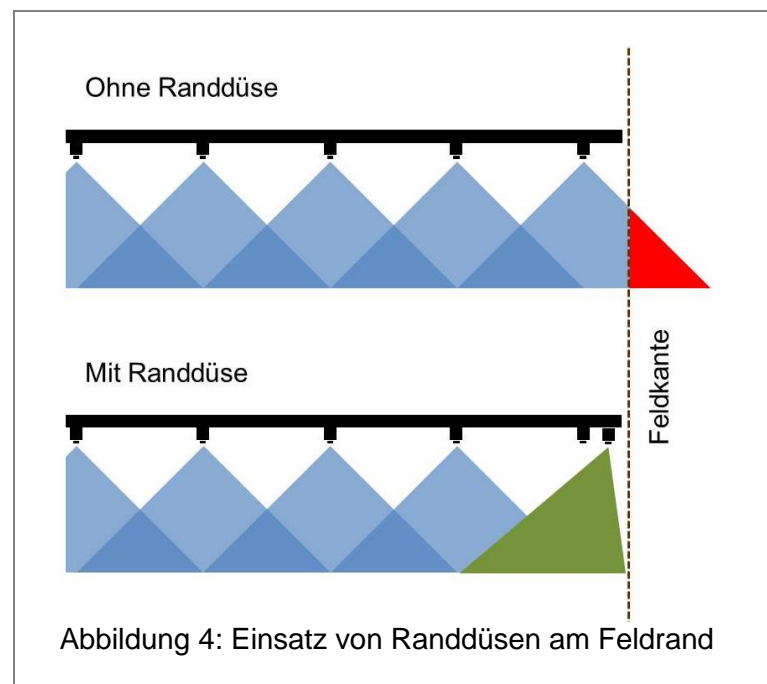 Ohne Randdüse
Mit Randdüse
Feldkante
Abbildung 4: Einsatz von Randdüsen am Feldrand